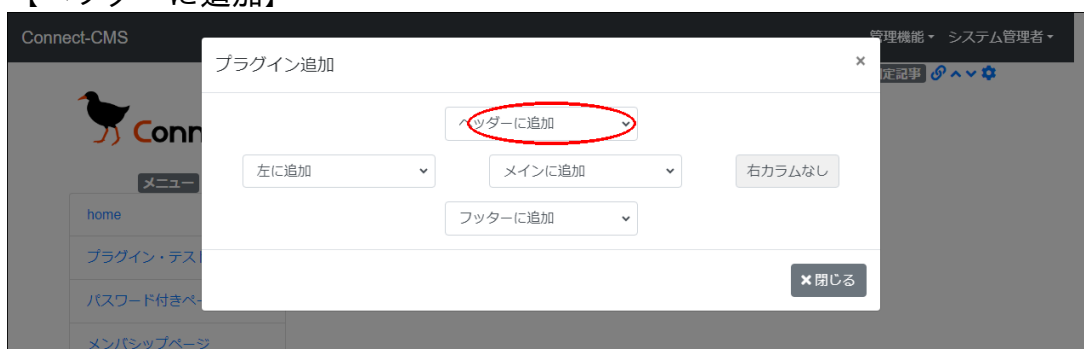 【ヘッダーに追加】
Connect-CMS
管理機能 システム管理者
プラグイン追加
×
定記事
Conn
ヘッダーに追加
左に追加
メインに追加
右カラムなし
メニュー
home
フッターに追加
プラグイン・テス
×閉じる
パスワード付きペー
メンバシップページ